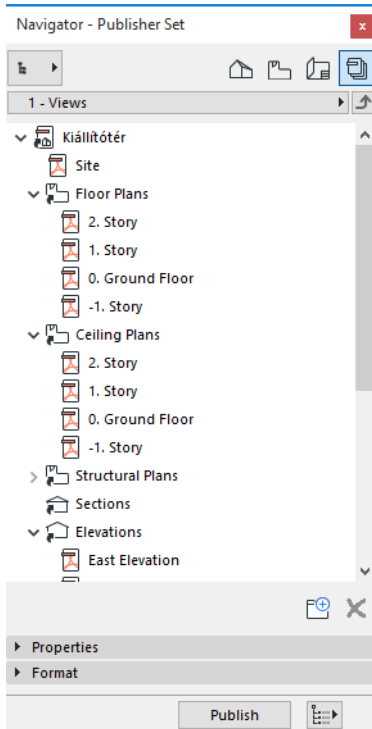 Navigator - Publisher Set
1 - Views
Kiállítótér
Site
Floor Plans
2. Story
1. Story
0. Ground Floor
-1. Story
Ceiling Plans
2. Story
1. Story
0. Ground Floor
-1. Story
Structural Plans
Sections
Elevations
East Elevation
Properties
Format
Publish